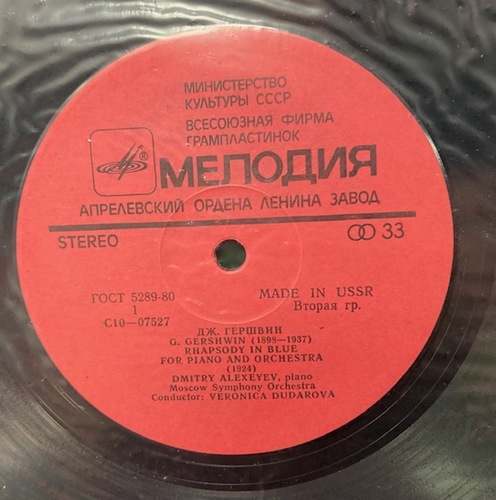 МИНИСТЕРСТВО
КУЛЬТУРЫ СССР
ВСЕСОЮЗНАЯ ФИРМА
ГРАМПЛАСТИНОК
МЕЛОДИЯ
АПРЕЛЕВСКИЙ ОРДЕНА ЛЕНИНА ЗАВОД
STEREO 33
ГОСТ 5289-80 MADE IN USSR
1 Вторая гр.
С10—07527
ДЖ. ГЕРШВИН
G. GERSHWIN (1898—1937)
RHAPSODY IN BLUE
FOR PIANO AND ORCHESTRA
(1924)
DMITRY ALEXEYEV, piano
Moscow Symphony Orchestra
Conductor: VERONICA DUDAROVA